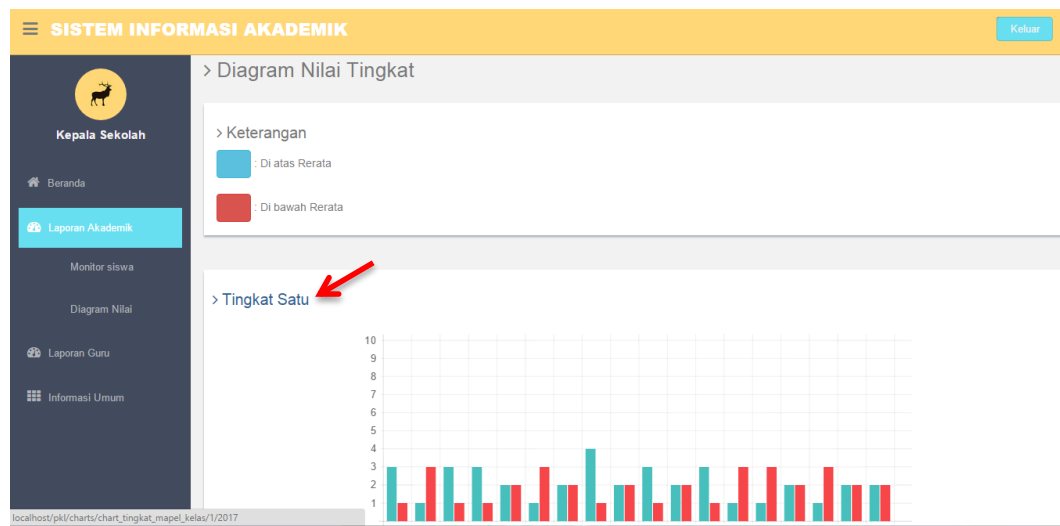 SISTEM INFORMASI AKADEMIK
Keluar
Kepala Sekolah
Beranda
Laporan Akademik
Monitor siswa
Diagram Nilai
Laporan Guru
Informasi Umum
> Diagram Nilai Tingkat
> Keterangan
: Di atas Rerata
: Di bawah Rerata
> Tingkat Satu
10
9
8
7
6
5
4
3
2
1
localhost/pkl/charts/chart_tingkat_mapel_kelas/1/2017